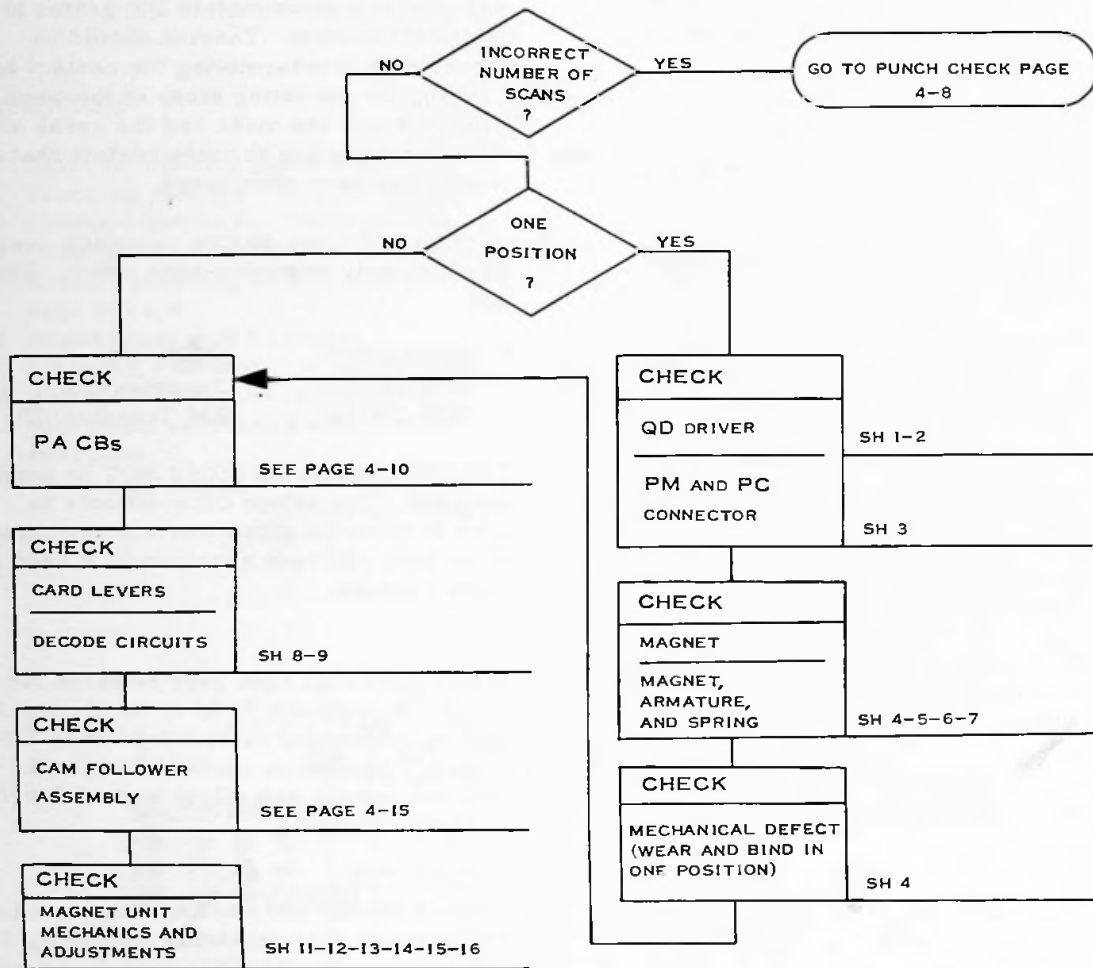 INCORRECT
NUMBER OF
SCANS
?
NO
YES
GO TO PUNCH CHECK PAGE
4-8
ONE
POSITION
?
NO
YES
CHECK
PA CBs
SEE PAGE 4-10
CHECK
CARD LEVERS
DECODE CIRCUITS
SH 8-9
CHECK
CAM FOLLOWER
ASSEMBLY
SEE PAGE 4-15
CHECK
MAGNET UNIT
MECHANICS AND
ADJUSTMENTS
SH 11-12-13-14-15-16
CHECK
QD DRIVER
SH 1-2
PM AND PC
CONNECTOR
SH 3
CHECK
MAGNET
MAGNET,
ARMATURE,
AND SPRING
SH 4-5-6-7
CHECK
MECHANICAL DEFECT
(WEAR AND BIND IN
ONE POSITION)
SH 4